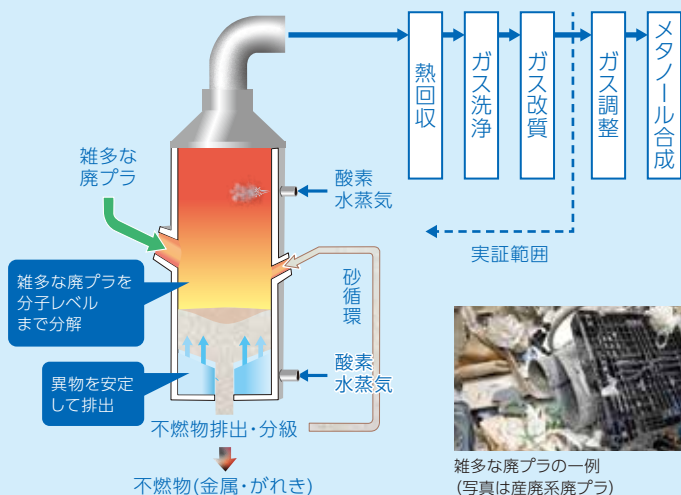 熱回収
ガス洗浄
ガス改質
ガス調整
メタノール合成
雑多な
廃プラ
酸素
水蒸気
実証範囲
砂循環
雑多な廃プラを
分子レベル
まで分解
異物を安定
して排出
酸素
水蒸気
不燃物排出・分級
不燃物(金属・がれき)
雑多な廃プラの一例
(写真は産廃系廃プラ)